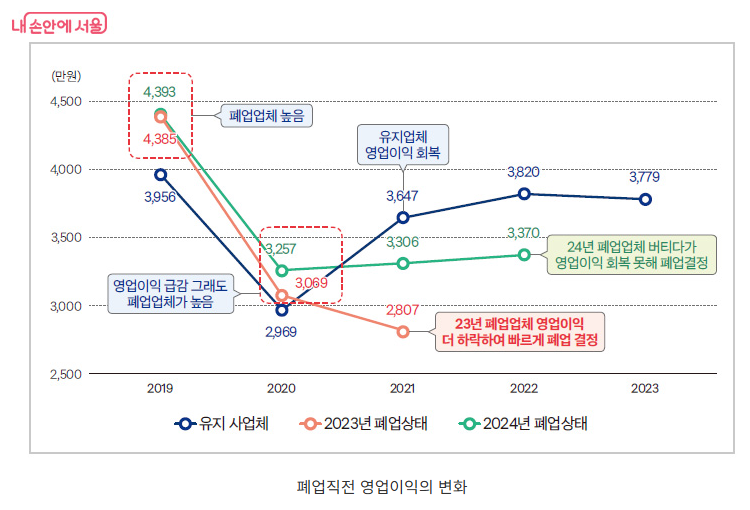 내 손안에 서울
(만원)
4,500
4,000
3,500
3,000
2,500
4,393
4,385
3,956
폐업업체 높음
3,257
3,069
2,969
영업이익 급감 그래도
폐업업체가 높음
유지업체
영업이익 회복
3,647
3,306
2,807
3,820
3,370
3,779
24년 폐업업체 버티다가
영업이익 회복 못해 폐업결정
23년 폐업업체 영업이익
더 하락하여 빠르게 폐업 결정
2019
2020
2021
2022
2023
유지 사업체
2023년 폐업상태
2024년 폐업상태
폐업직전 영업이익의 변화